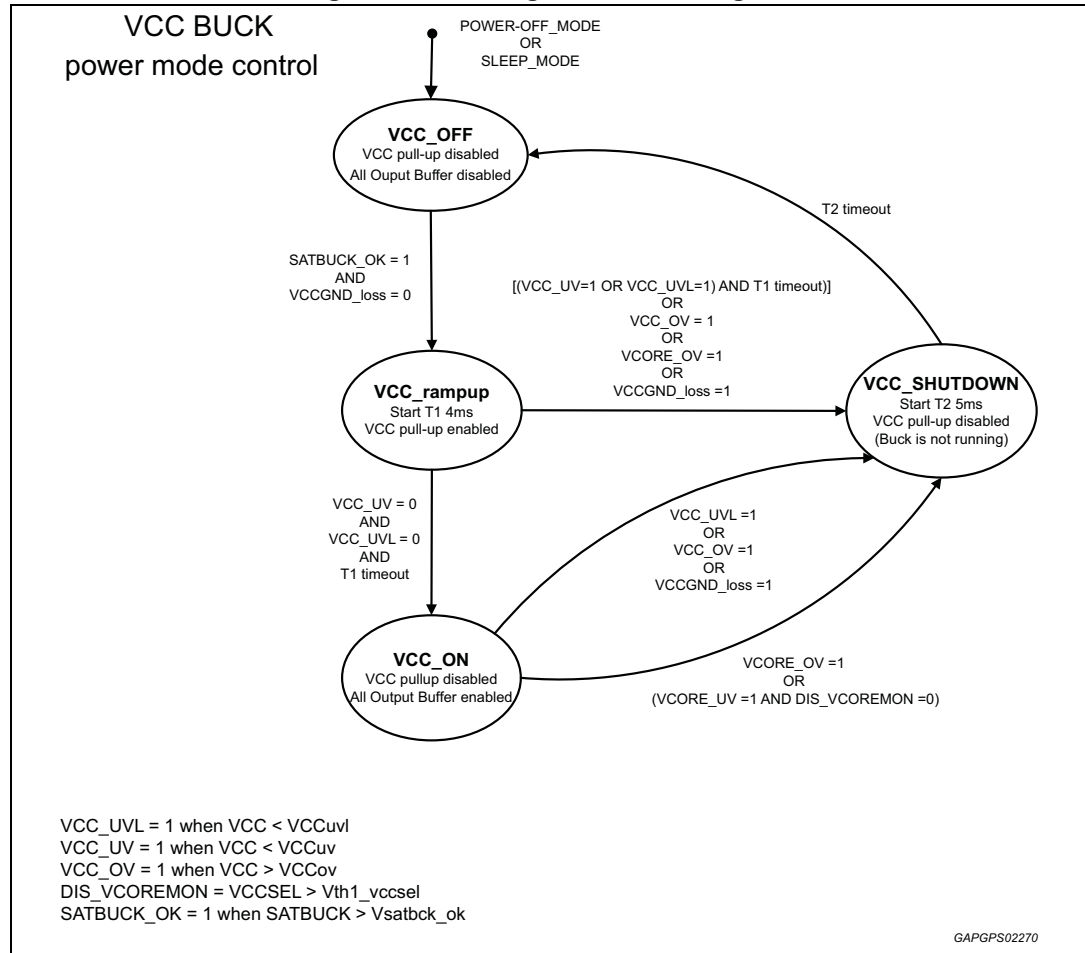 VCC BUCK
power mode control
POWER-OFF_MODE
OR
SLEEP_MODE
VCC_OFF
VCC pull-up disabled
All Ouput Buffer disabled
T2 timeout
SATBUCK_OK = 1
AND
VCCGND_loss = 0
[(VCC_UV=1 OR VCC_UVL=1) AND T1 timeout)]
OR
VCC_OV = 1
OR
VCORE_OV =1
OR
VCCGND_loss =1
VCC_rampup
Start T1 4ms
VCC pull-up enabled
VCC_SHUTDOWN
Start T2 5ms
VCC pull-up disabled
(Buck is not running)
VCC_UV = 0
AND
VCC_UVL = 0
AND
T1 timeout
VCC_UVL =1
OR
VCC_OV =1
OR
VCCGND_loss =1
VCC_ON
VCC pullup disabled
All Output Buffer enabled
VCORE_OV =1
OR
(VCORE_UV =1 AND DIS_VCOREMON =0)
VCC_UVL = 1 when VCC < VCCuvl
VCC_UV = 1 when VCC < VCCuv
VCC_OV = 1 when VCC > VCCov
DIS_VCOREMON = VCCSEL > Vth1_vccsel
SATBUCK_OK = 1 when SATBUCK > Vsatbck_ok
GAPGPS02270